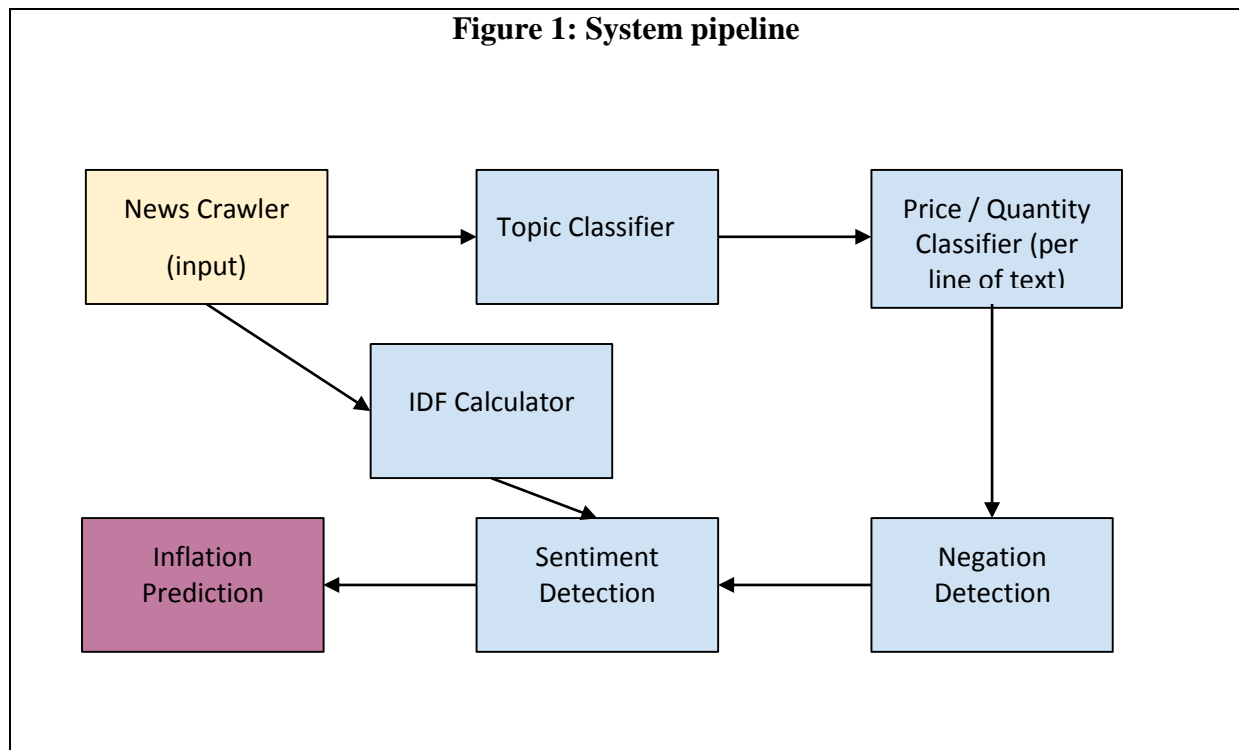 Figure 1: System pipeline
News Crawler
(input)
Topic Classifier
Price / Quantity
Classifier (per
line of text)
IDF Calculator
Inflation
Prediction
Sentiment
Detection
Negation
Detection